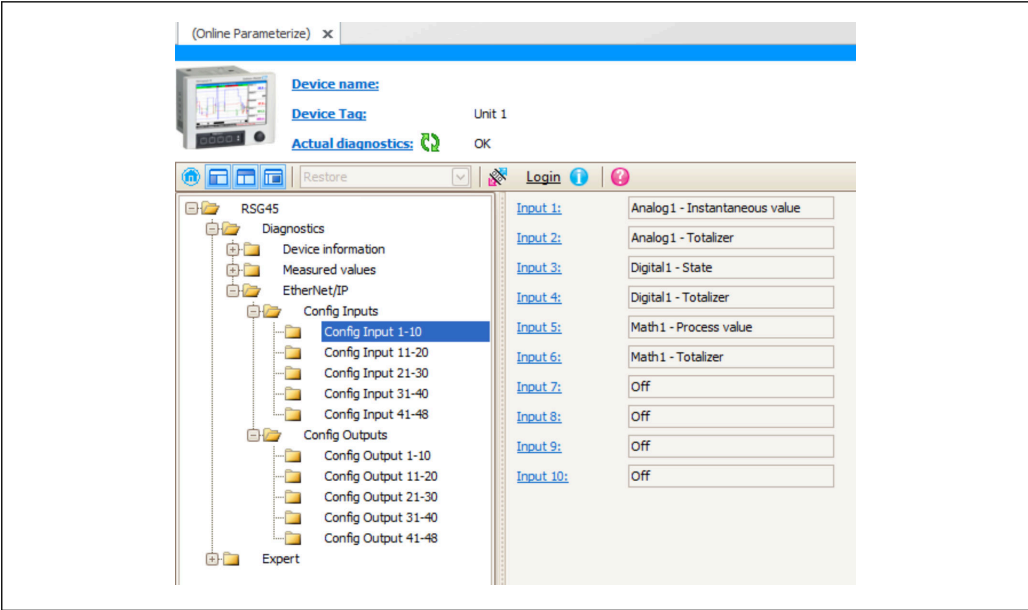 (Online Parameterize) X
Device name:
Device Tag: Unit 1
Actual diagnostics: OK
Restore Login
RSG45
Diagnostics
Device information
Measured values
EtherNet/IP
Config Inputs
Config Input 1-10
Config Input 11-20
Config Input 21-30
Config Input 31-40
Config Input 41-48
Config Outputs
Config Output 1-10
Config Output 11-20
Config Output 21-30
Config Output 31-40
Config Output 41-48
Expert
Input 1: Analog1 - Instantaneous value
Input 2: Analog1 - Totalizer
Input 3: Digital1 - State
Input 4: Digital1 - Totalizer
Input 5: Math1 - Process value
Input 6: Math1 - Totalizer
Input 7: Off
Input 8: Off
Input 9: Off
Input 10: Off